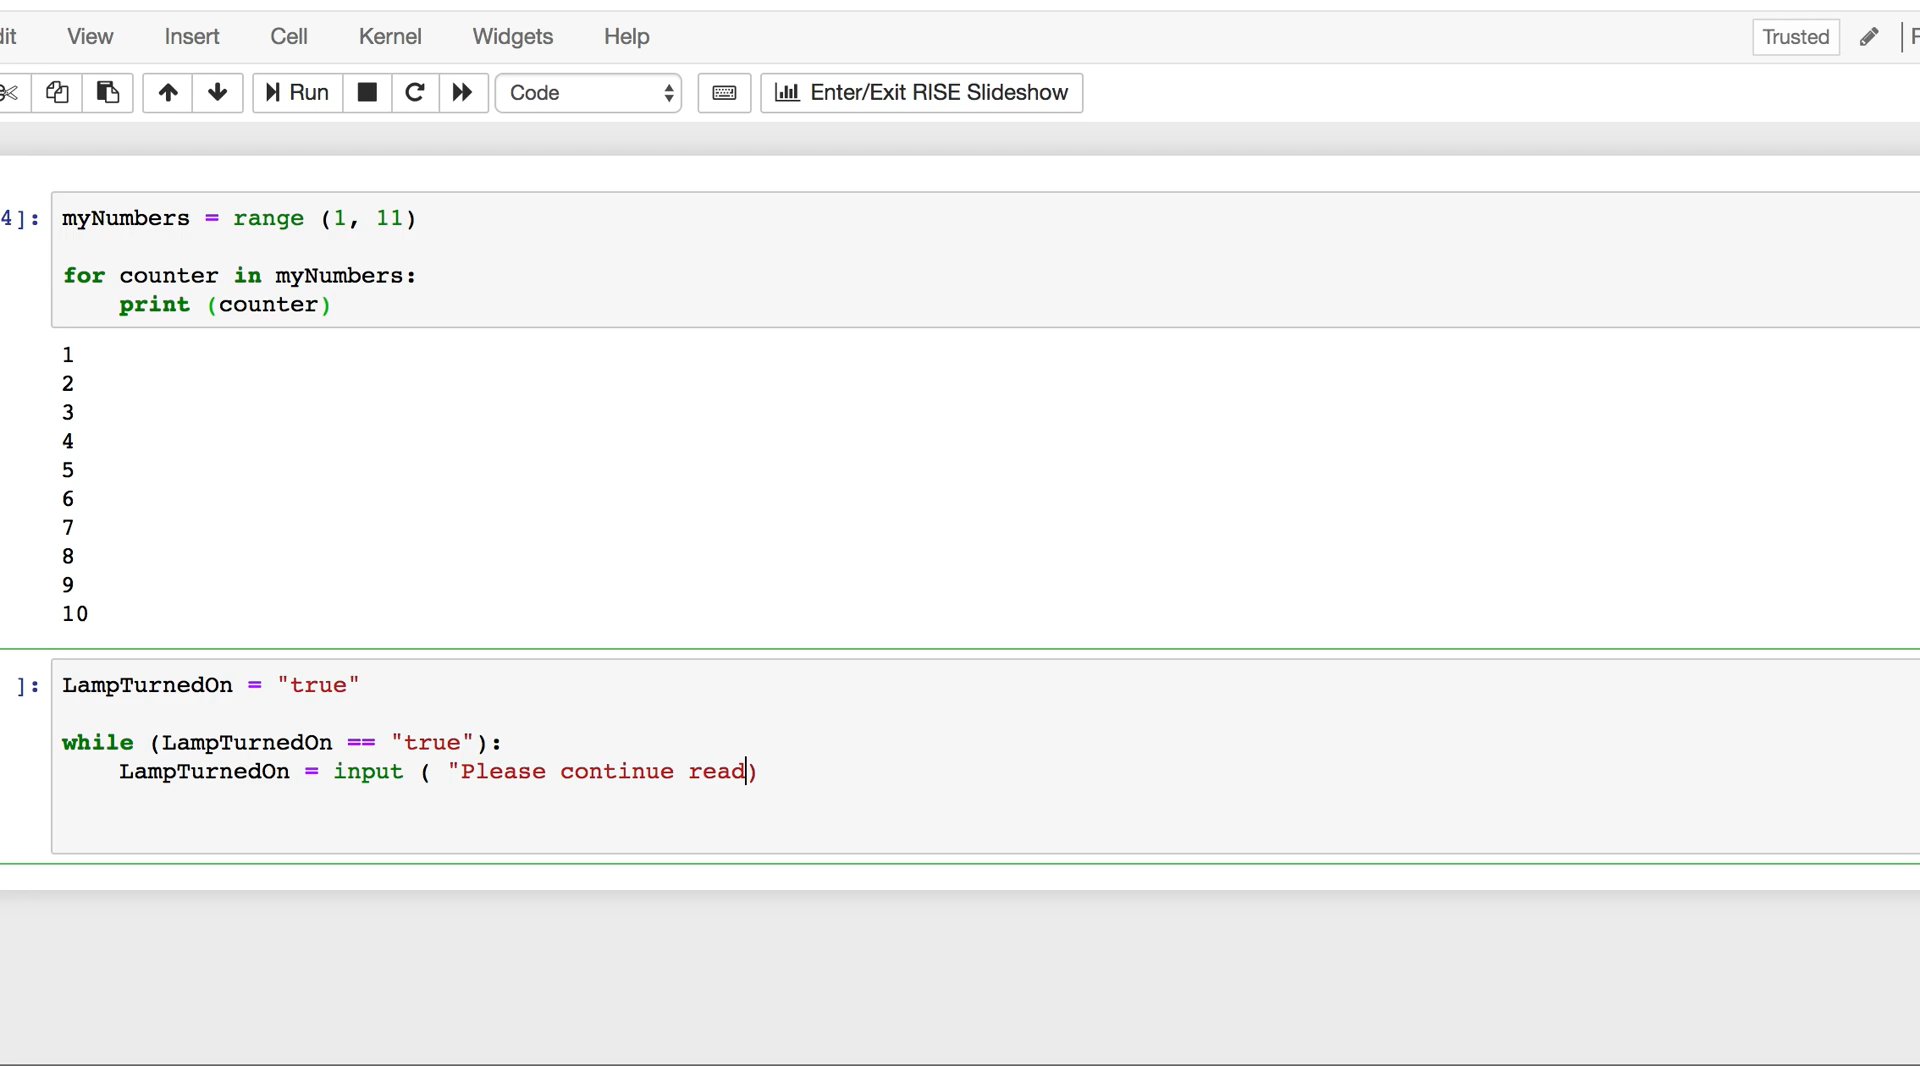 dit View Insert Cell Kernel Widgets Help Trusted
Run Code Enter/Exit RISE Slideshow
4]: myNumbers = range (1, 11)
for counter in myNumbers:
print (counter)
1
2
3
4
5
6
7
8
9
10
]: LampTurnedOn = "true"
while (LampTurnedOn == "true"):
LampTurnedOn = input ( "Please continue read)